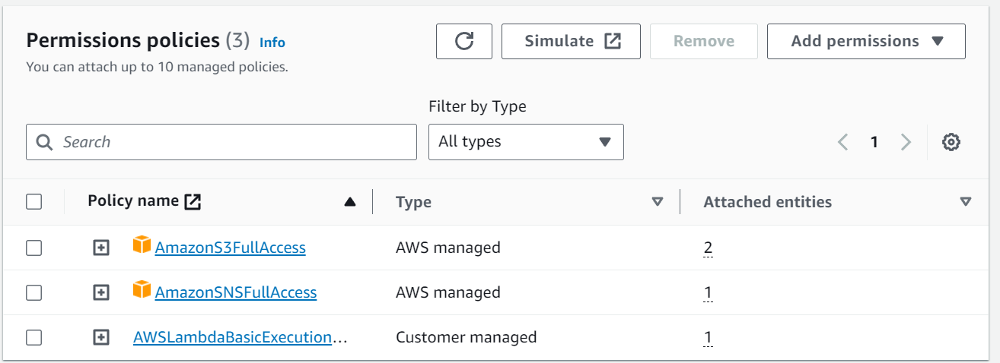 Permissions policies (3) Info
Simulate
Remove
Add permissions
You can attach up to 10 managed policies.
Filter by Type
Search
All types
1
Policy name
Type
Attached entities
AmazonS3FullAccess
AWS managed
2
AmazonSNSFullAccess
AWS managed
1
AWSLambdaBasicExecution...
Customer managed
1